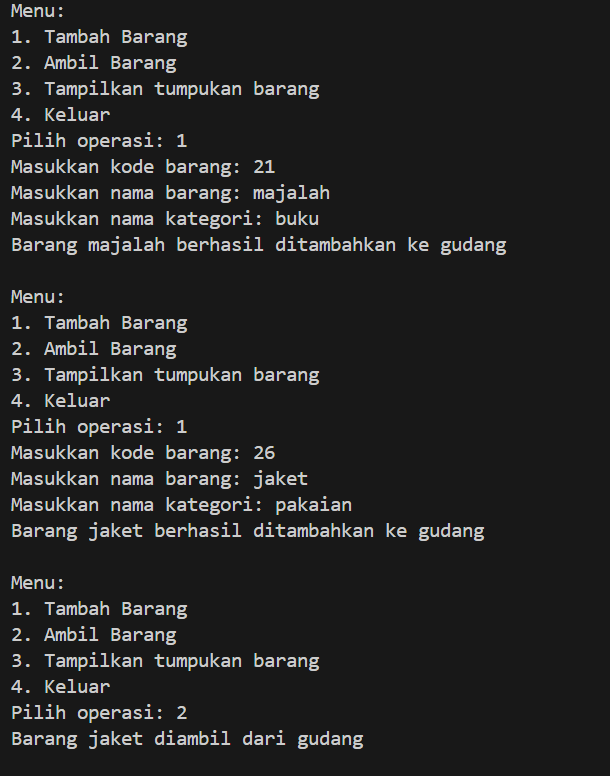 Menu:
1. Tambah Barang
2. Ambil Barang
3. Tampilkan tumpukan barang
4. Keluar
Pilih operasi: 1
Masukkan kode barang: 21
Masukkan nama barang: majalah
Masukkan nama kategori: buku
Barang majalah berhasil ditambahkan ke gudang
Menu:
1. Tambah Barang
2. Ambil Barang
3. Tampilkan tumpukan barang
4. Keluar
Pilih operasi: 1
Masukkan kode barang: 26
Masukkan nama barang: jaket
Masukkan nama kategori: pakaian
Barang jaket berhasil ditambahkan ke gudang
Menu:
1. Tambah Barang
2. Ambil Barang
3. Tampilkan tumpukan barang
4. Keluar
Pilih operasi: 2
Barang jaket diambil dari gudang